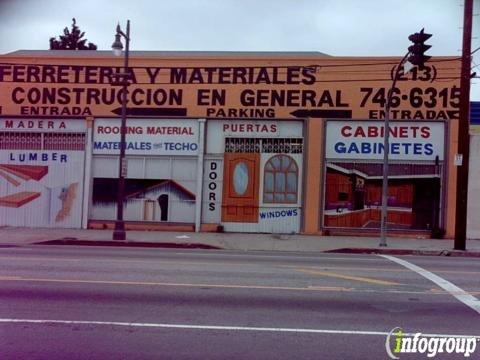 FERRETERIA Y MATERIALES
CONSTRUCCION EN GENERAL
(213)
746-6315
ENTRADA
PARKING
ENTRADA
MADERA
LUMBER
ROOFING MATERIAL
MATERIALES TECHO
PUERTAS
DOORS
WINDOWS
CABINETS
GABINETES
infogroup